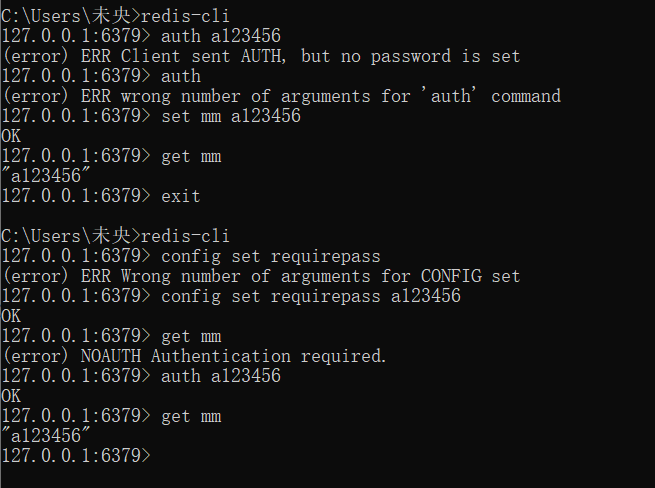 C:\Users\未央>redis-cli
127.0.0.1:6379> auth a123456
(error) ERR Client sent AUTH, but no password is set
127.0.0.1:6379> auth
(error) ERR wrong number of arguments for 'auth' command
127.0.0.1:6379> set mm a123456
OK
127.0.0.1:6379> get mm
"a123456"
127.0.0.1:6379> exit
C:\Users\未央>redis-cli
127.0.0.1:6379> config set requirepass
(error) ERR Wrong number of arguments for CONFIG set
127.0.0.1:6379> config set requirepass a123456
OK
127.0.0.1:6379> get mm
(error) NOAUTH Authentication required.
127.0.0.1:6379> auth a123456
OK
127.0.0.1:6379> get mm
"a123456"
127.0.0.1:6379>